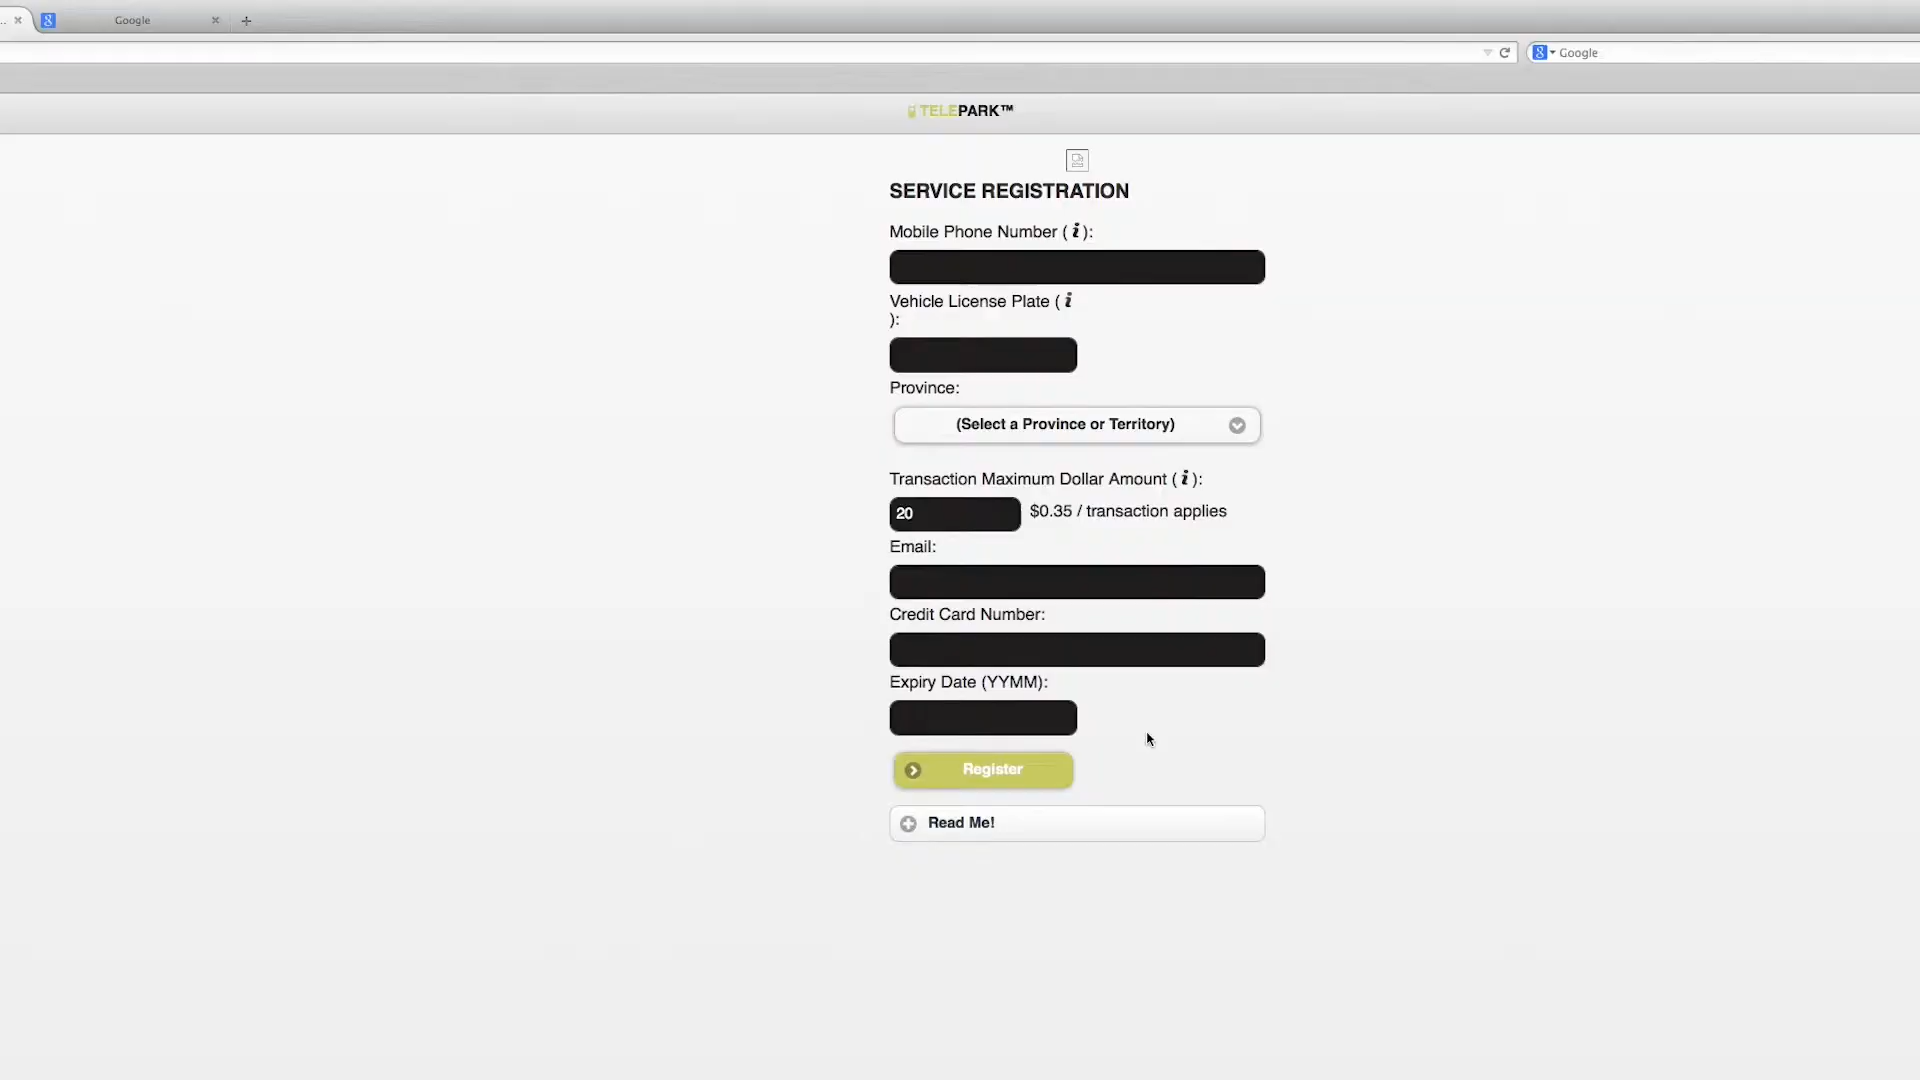 Google
Google
TELEPARK™
SERVICE REGISTRATION
Mobile Phone Number ( i ):
Vehicle License Plate ( i
):
Province:
(Select a Province or Territory)
Transaction Maximum Dollar Amount ( i ):
20 $0.35 / transaction applies
Email:
Credit Card Number:
Expiry Date (YYMM):
Register
Read Me!